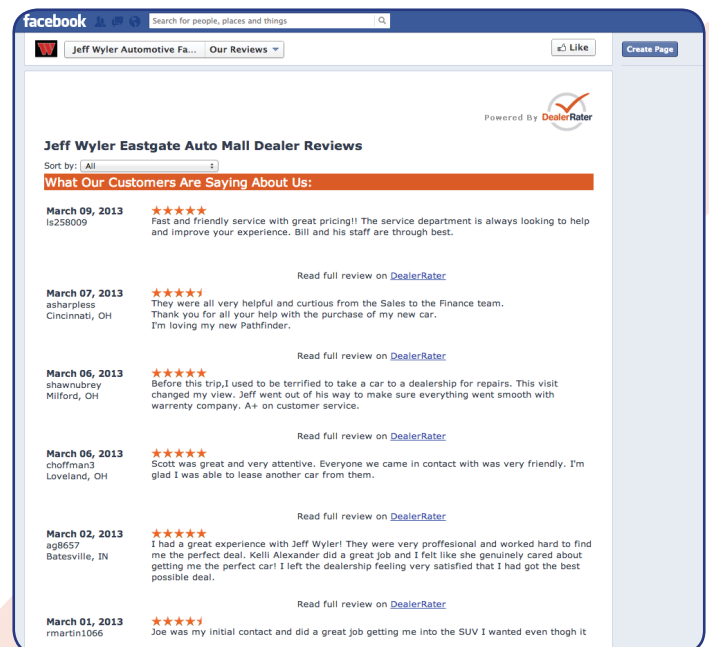 facebook
Search for people, places and things
Jeff Wyler Automotive Fa... Our Reviews
Like
Create Page
Powered By DealerRater
Jeff Wyler Eastgate Auto Mall Dealer Reviews
Sort by: All
What Our Customers Are Saying About Us:
March 09, 2013
ls258009
Fast and friendly service with great pricing!! The service department is always looking to help
and improve your experience. Bill and his staff are through best.
Read full review on DealerRater
March 07, 2013
asharpless
Cincinnati, OH
They were all very helpful and curtious from the Sales to the Finance team.
Thank you for all your help with the purchase of my new car.
I'm loving my new Pathfinder.
Read full review on DealerRater
March 06, 2013
shawnubrey
Milford, OH
Before this trip,I used to be terrified to take a car to a dealership for repairs. This visit
changed my view. Jeff went out of his way to make sure everything went smooth with
warrenty company. A+ on customer service.
Read full review on DealerRater
March 06, 2013
choffman3
Loveland, OH
Scott was great and very attentive. Everyone we came in contact with was very friendly. I'm
glad I was able to lease another car from them.
Read full review on DealerRater
March 02, 2013
ag8657
Batesville, IN
I had a great experience with Jeff Wyler! They were very proffesional and worked hard to find
me the perfect deal. Kelli Alexander did a great job and I felt like she genuinely cared about
getting me the perfect car! I left the dealership feeling very satisfied that I had got the best
possible deal.
Read full review on DealerRater
March 01, 2013
rmartin1066
Joe was my initial contact and did a great job getting me into the SUV I wanted even thogh it